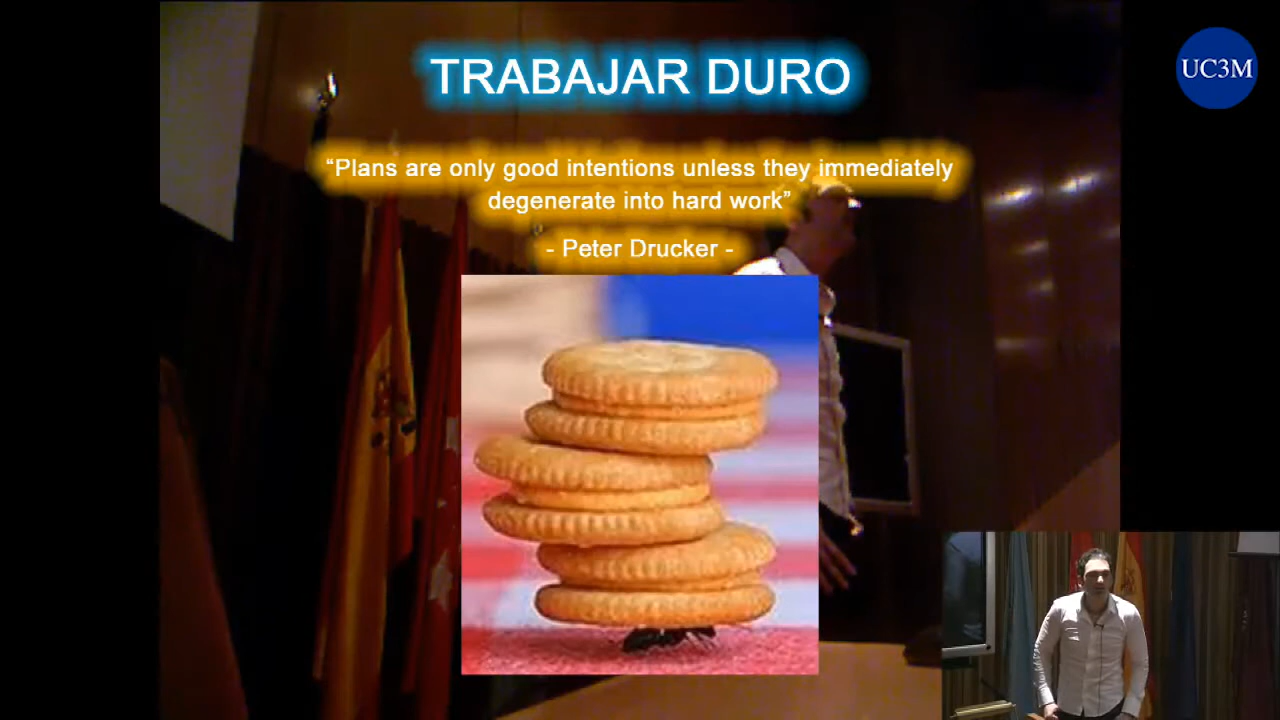 TRABAJAR DURO
UC3M
“Plans are only good intentions unless they immediately
degenerate into hard work”
- Peter Drucker -